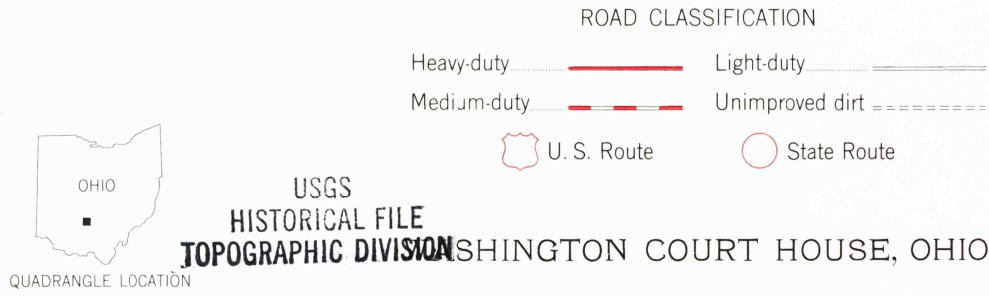 ROAD CLASSIFICATION
Heavy-duty Light-duty
Medium-duty Unimproved dirt
U. S. Route State Route
OHIO
QUADRANGLE LOCATION
USGS
HISTORICAL FILE
TOPOGRAPHIC DIVISION
WASHINGTON COURT HOUSE, OHIO